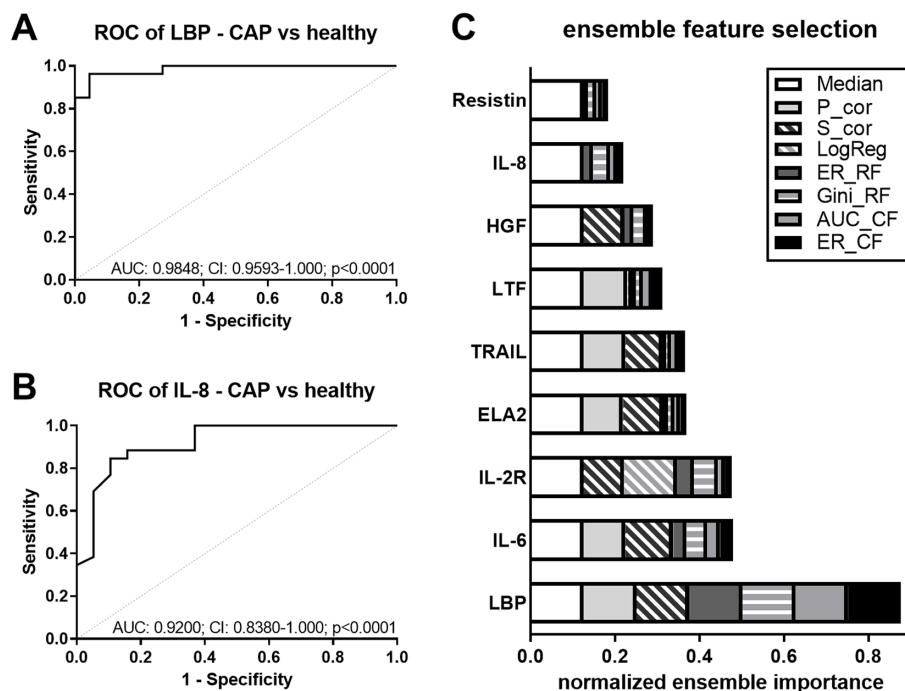 A
ROC of LBP - CAP vs healthy
Sensitivity
1.0
0.8
0.6
0.4
0.2
0.0
AUC: 0.9848; CI: 0.9593-1.000; p<0.0001
0.0 0.2 0.4 0.6 0.8 1.0
1 - Specificity
B
ROC of IL-8 - CAP vs healthy
Sensitivity
1.0
0.8
0.6
0.4
0.2
0.0
AUC: 0.9200; CI: 0.8380-1.000; p<0.0001
0.0 0.2 0.4 0.6 0.8 1.0
1 - Specificity
C
ensemble feature selection
Resistin
IL-8
HGF
LTF
TRAIL
ELA2
IL-2R
IL-6
LBP
Median
P_cor
S_cor
LogReg
ER_RF
Gini_RF
AUC_CF
ER_CF
0.0 0.2 0.4 0.6 0.8
normalized ensemble importance